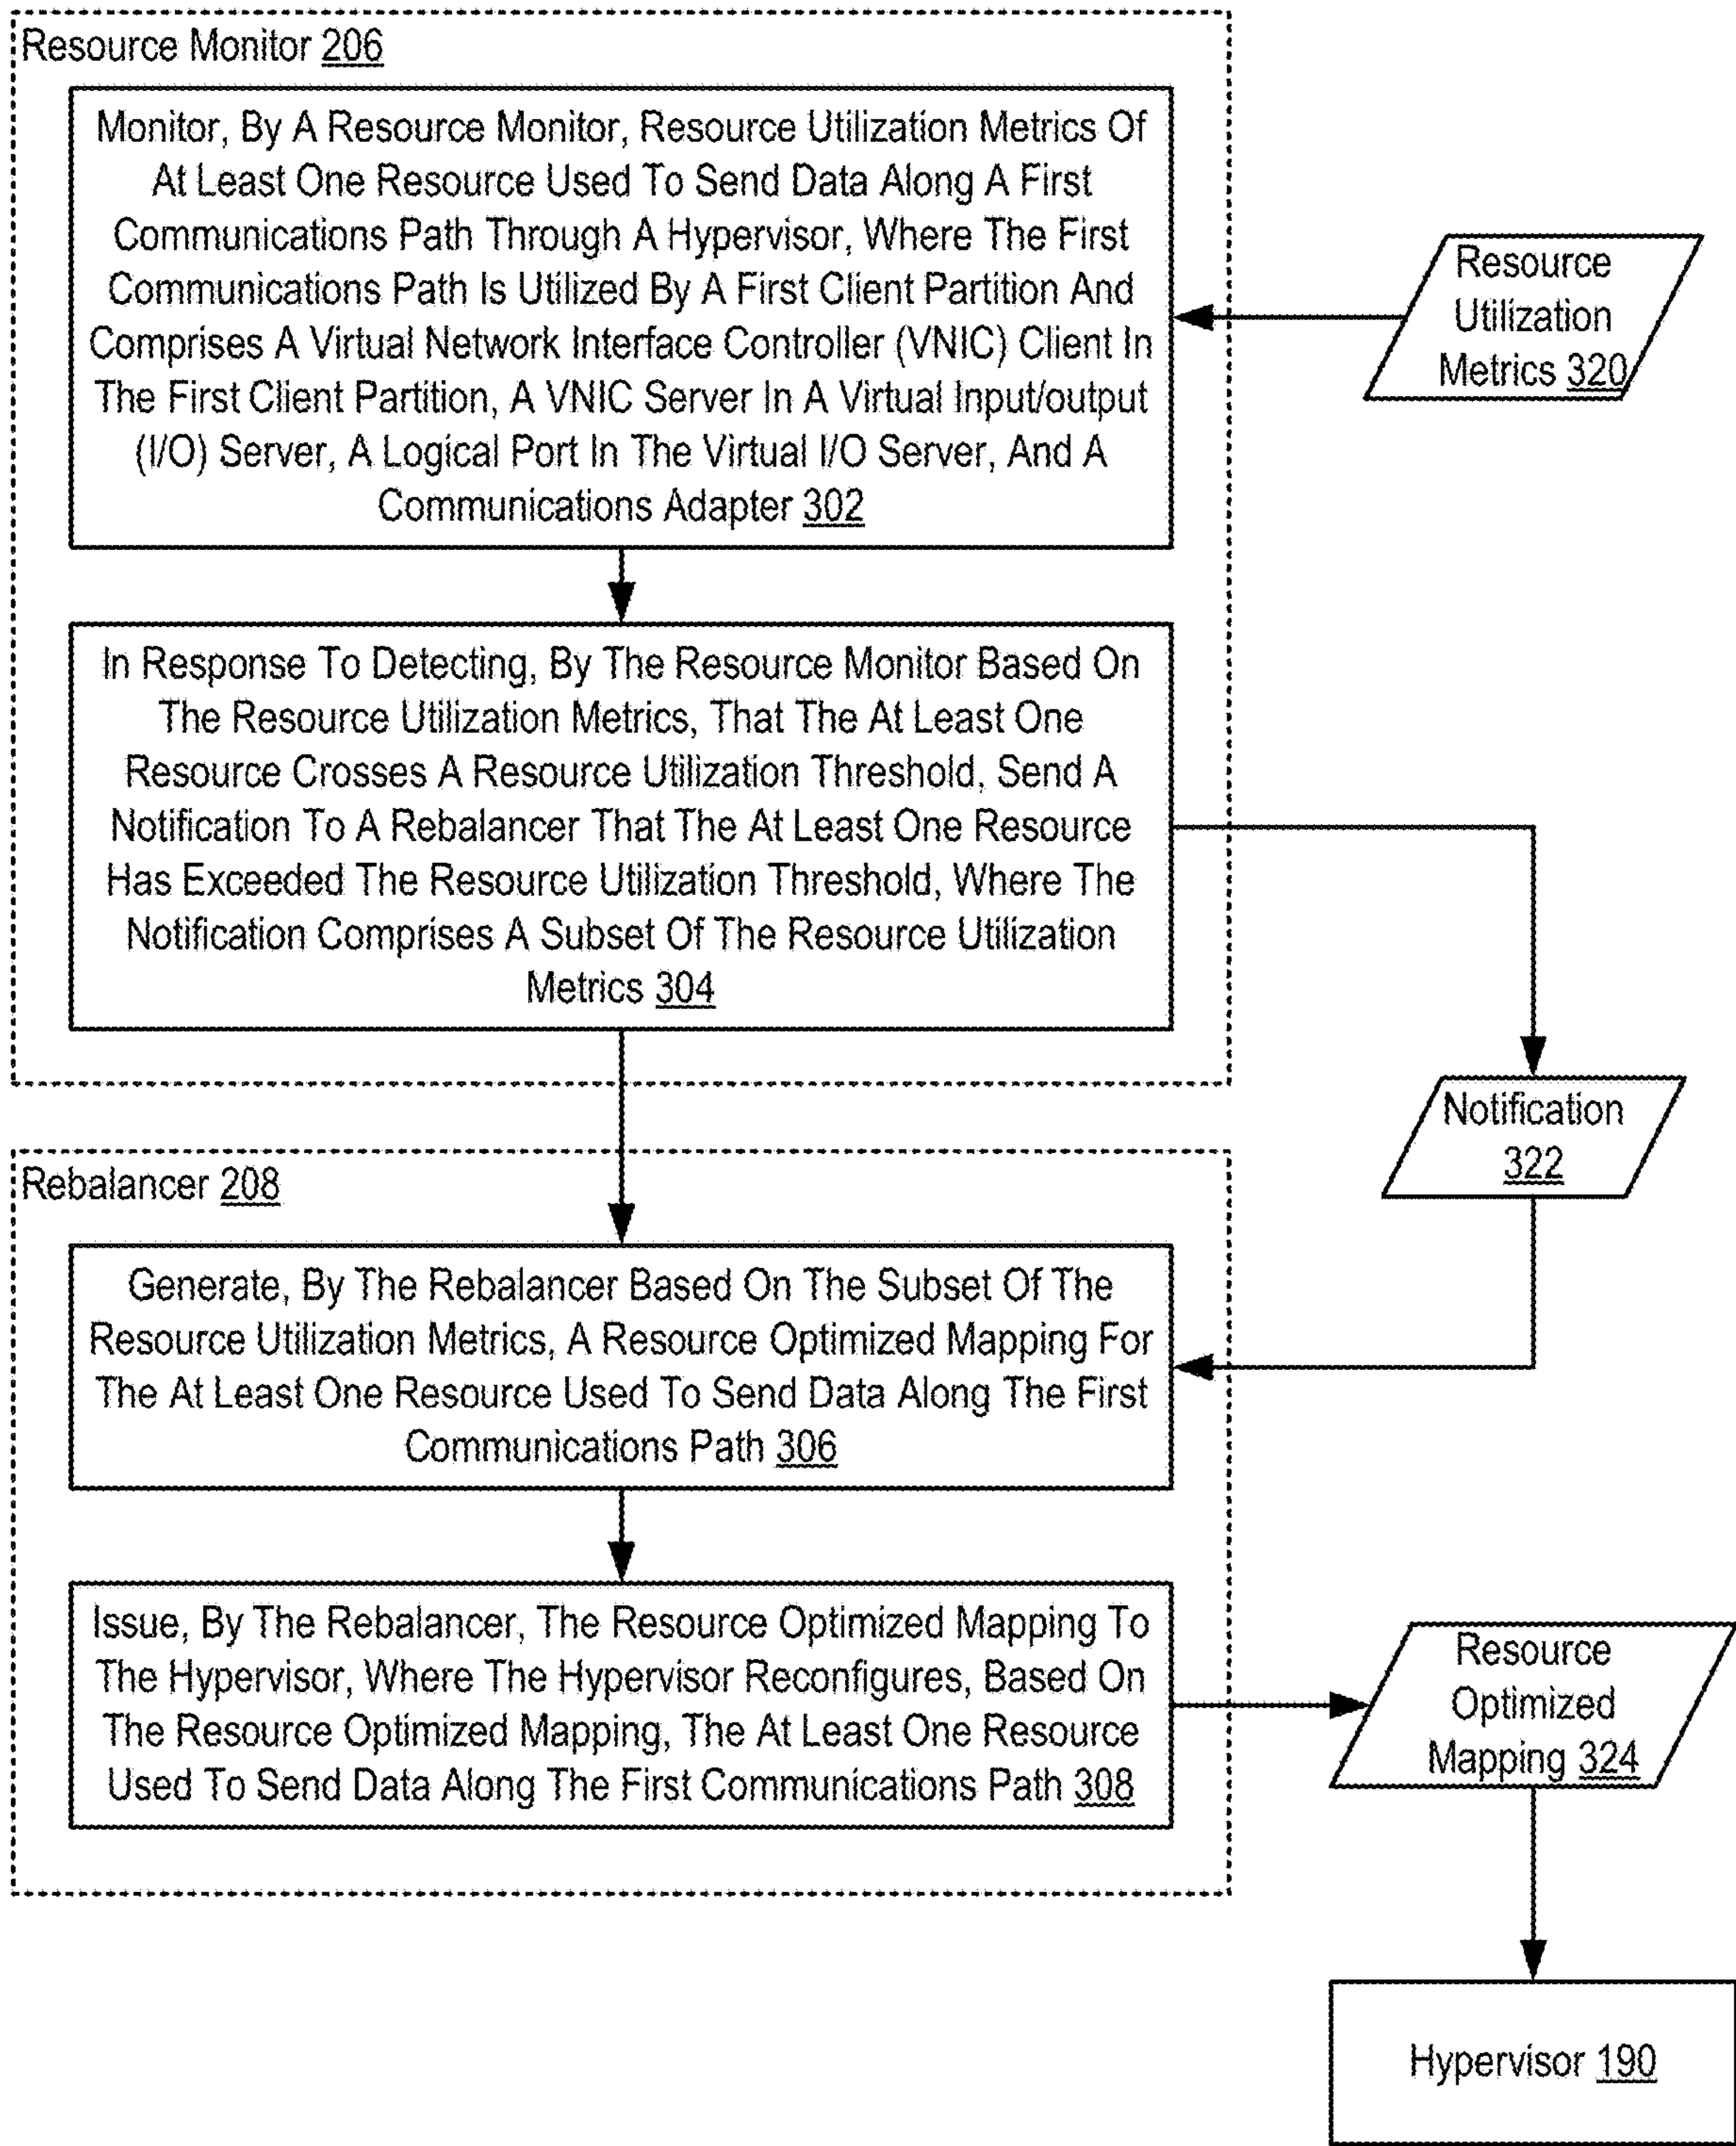 Resource Monitor 206
Monitor, By A Resource Monitor, Resource Utilization Metrics Of
At Least One Resource Used To Send Data Along A First
Communications Path Through A Hypervisor, Where The First
Communications Path Is Utilized By A First Client Partition And
Comprises A Virtual Network Interface Controller (VNIC) Client In
The First Client Partition, A VNIC Server In A Virtual Input/output
(I/O) Server, A Logical Port In The Virtual I/O Server, And A
Communications Adapter 302
Resource
Utilization
Metrics 320
In Response To Detecting, By The Resource Monitor Based On
The Resource Utilization Metrics, That The At Least One
Resource Crosses A Resource Utilization Threshold, Send A
Notification To A Rebalancer That The At Least One Resource
Has Exceeded The Resource Utilization Threshold, Where The
Notification Comprises A Subset Of The Resource Utilization
Metrics 304
Notification
322
Rebalancer 208
Generate, By The Rebalancer Based On The Subset Of The
Resource Utilization Metrics, A Resource Optimized Mapping For
The At Least One Resource Used To Send Data Along The First
Communications Path 306
Issue, By The Rebalancer, The Resource Optimized Mapping To
The Hypervisor, Where The Hypervisor Reconfigures, Based On
The Resource Optimized Mapping, The At Least One Resource
Used To Send Data Along The First Communications Path 308
Resource
Optimized
Mapping 324
Hypervisor 190